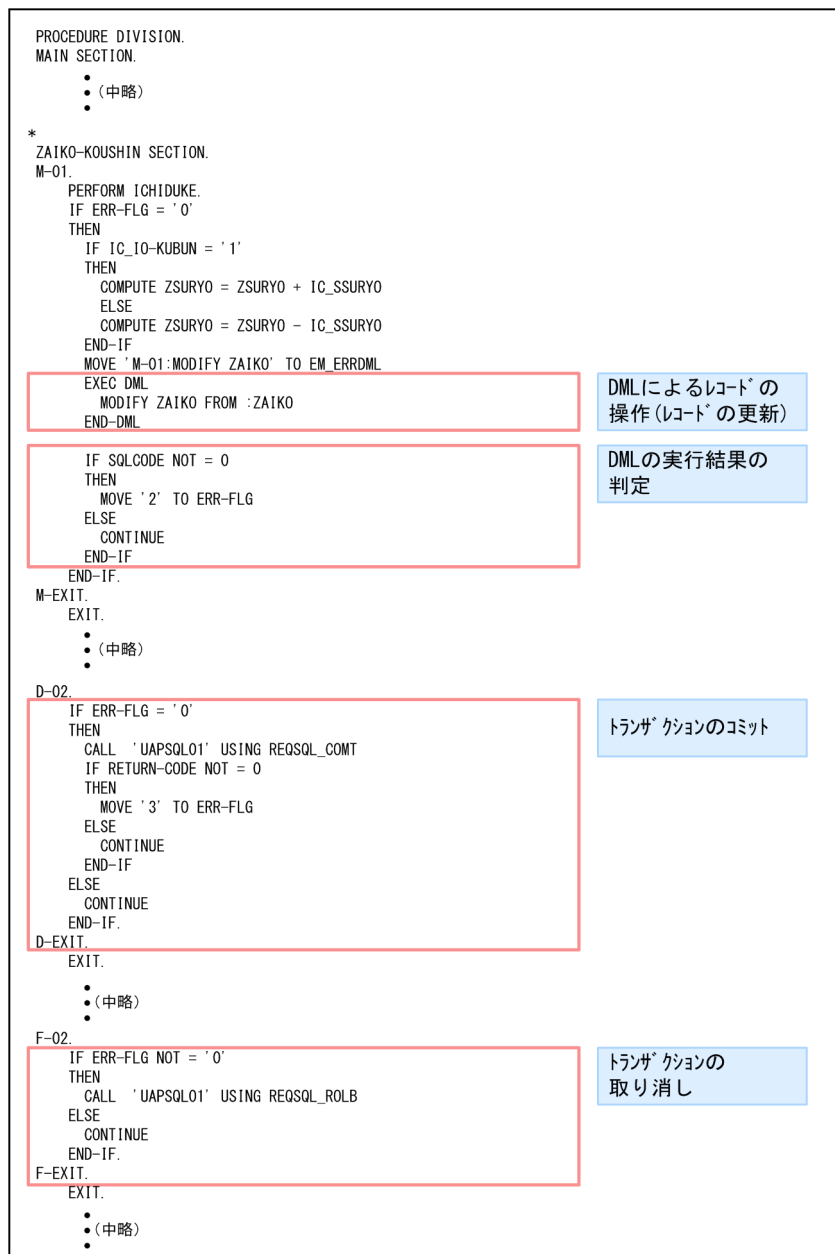 PROCEDURE DIVISION.
MAIN SECTION.
•
•(中略)
•
*
ZAIKO-KOUSHIN SECTION.
M-01.
PERFORM ICHIDUKE.
IF ERR-FLG = '0'
THEN
IF IC_IO-KUBUN = '1'
THEN
COMPUTE ZSURYO = ZSURYO + IC_SSURYO
ELSE
COMPUTE ZSURYO = ZSURYO - IC_SSURYO
END-IF
MOVE 'M-01:MODIFY ZAIKO' TO EM_ERRDML
EXEC DML
MODIFY ZAIKO FROM :ZAIKO
END-DML
DMLによるﾚｺｰﾄﾞの
操作(ﾚｺｰﾄﾞの更新)
IF SQLCODE NOT = 0
THEN
MOVE '2' TO ERR-FLG
ELSE
CONTINUE
END-IF
DMLの実行結果の
判定
END-IF.
M-EXIT.
EXIT.
•
•(中略)
•
D-02.
IF ERR-FLG = '0'
THEN
CALL 'UAPSQL01' USING REQSQL_COMT
IF RETURN-CODE NOT = 0
THEN
MOVE '3' TO ERR-FLG
ELSE
CONTINUE
END-IF
ELSE
CONTINUE
END-IF.
D-EXIT.
ﾄﾗﾝｻﾞｸｼｮﾝのｺﾐｯﾄ
EXIT.
•
•(中略)
•
F-02.
IF ERR-FLG NOT = '0'
THEN
CALL 'UAPSQL01' USING REQSQL_ROLB
ELSE
CONTINUE
END-IF.
F-EXIT.
ﾄﾗﾝｻﾞｸｼｮﾝの
取り消し
EXIT.
•
•(中略)
•